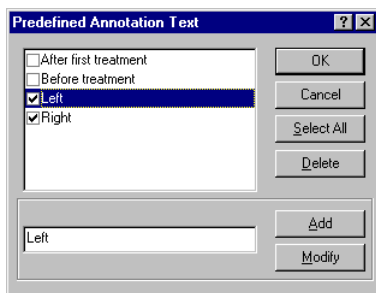 Predefined Annotation Text
After first treatment
Before treatment
Left
Right
OK
Cancel
Select All
Delete
Left
Add
Modify